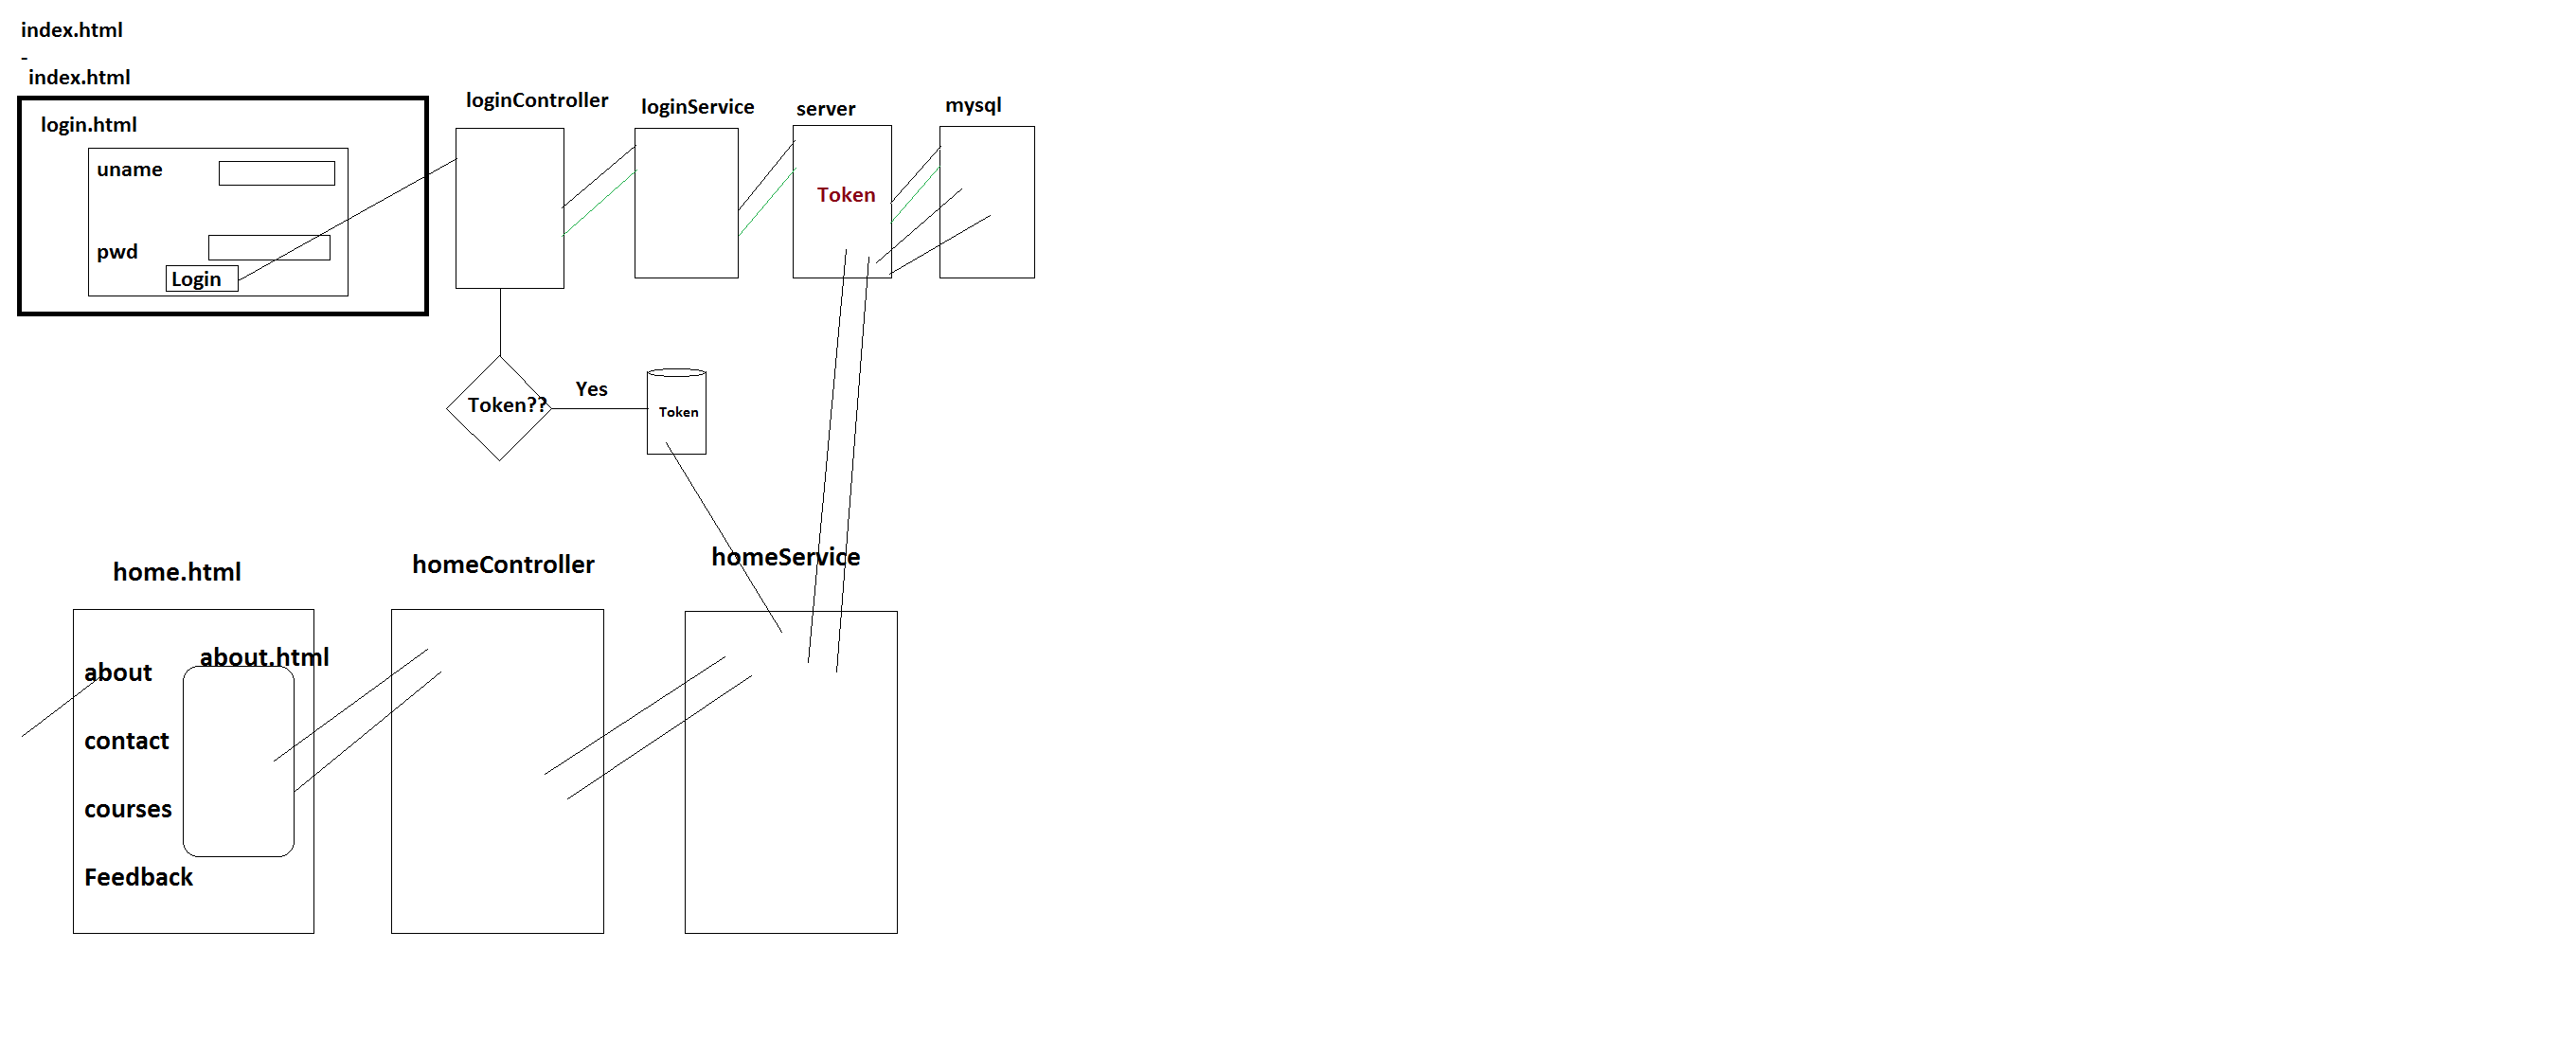 index.html
-
index.html
login.html
uname
pwd
Login
loginController
loginService
server
mysql
Token
Token??
Yes
Token
home.html
homeController
homeService
about
about.html
contact
courses
Feedback